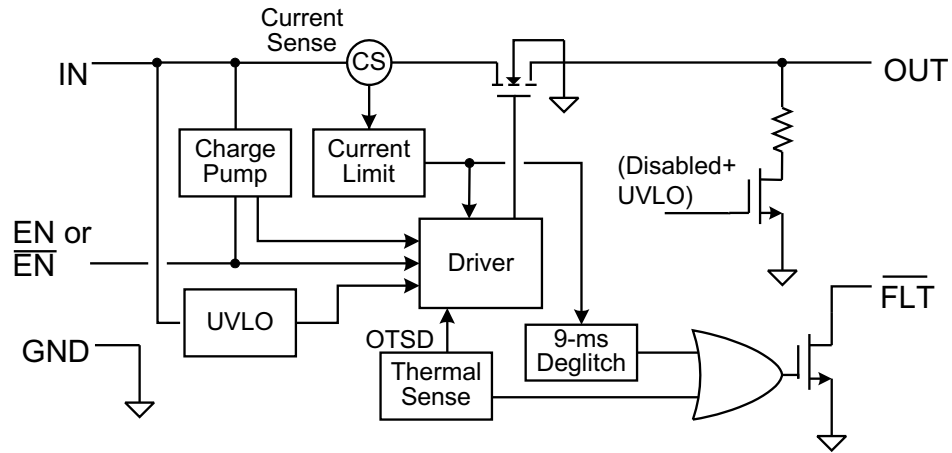 Current
Sense
IN
CS
OUT
Charge
Pump
Current
Limit
(Disabled+
UVLO)
EN or
EN
Driver
UVLO
FLT
GND
OTSD
9-ms
Deglitch
Thermal
Sense